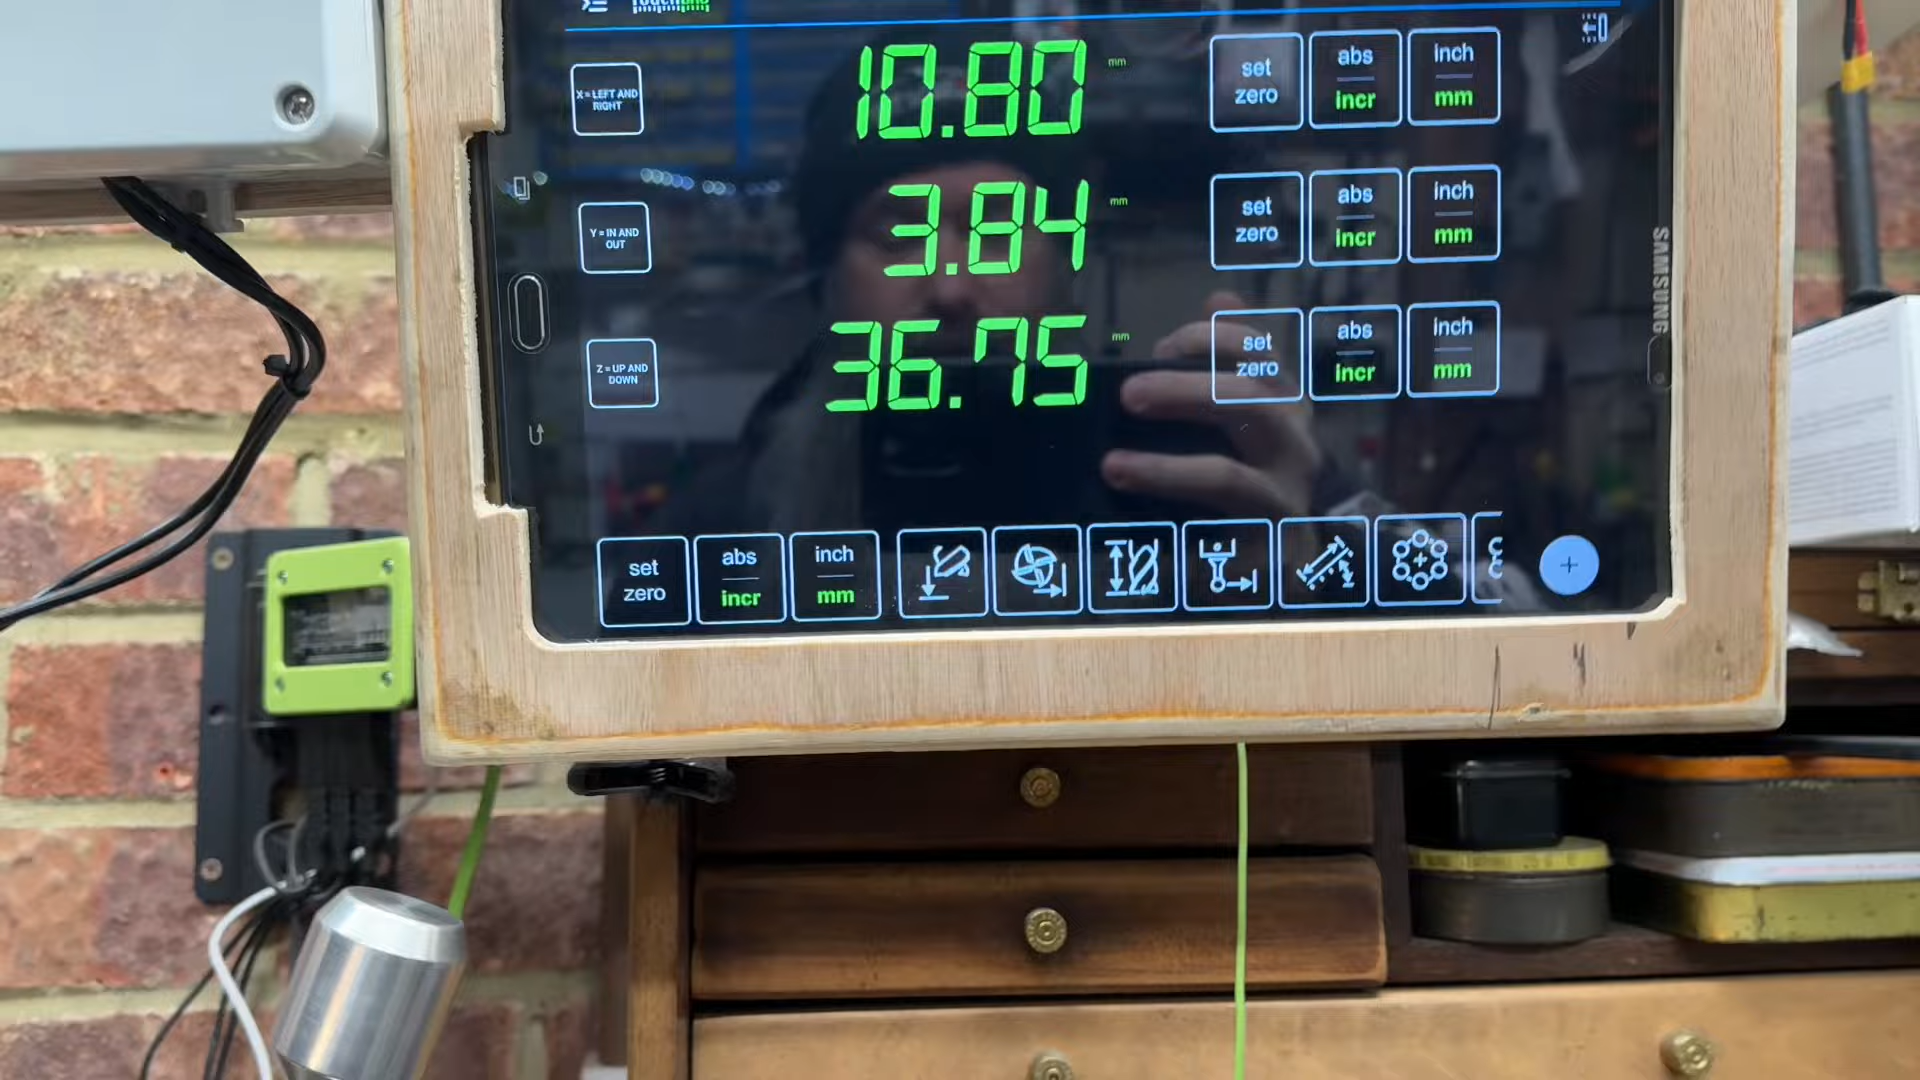 TouchDRO
X = LEFT AND
RIGHT
10.80 mm
set
zero
abs
incr
inch
mm
Y = IN AND
OUT
3.84 mm
set
zero
abs
incr
inch
mm
Z = UP AND
DOWN
36.75 mm
set
zero
abs
incr
inch
mm
SAMSUNG
set
zero
abs
incr
inch
mm